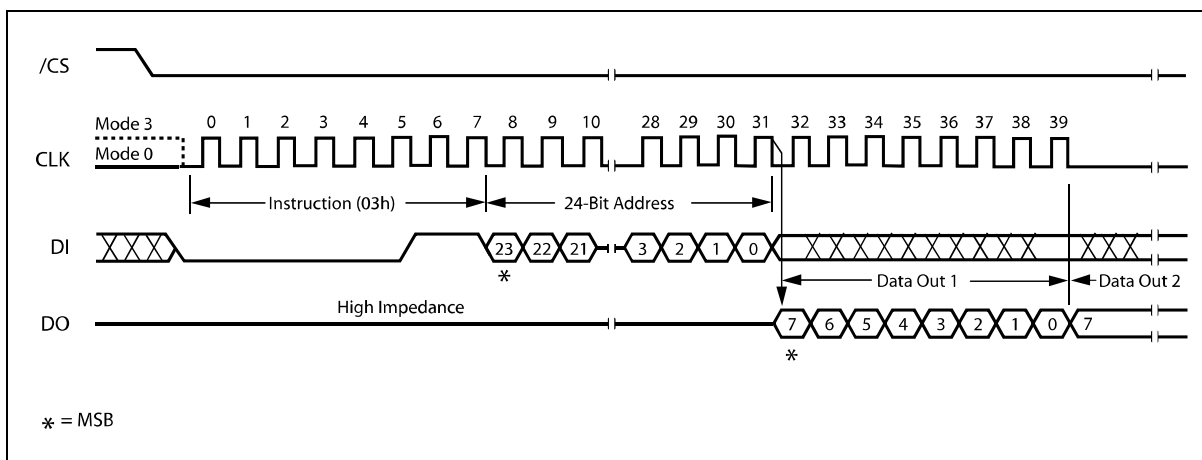 /CS
Mode 3
0 1 2 3 4 5 6 7 8 9 10 28 29 30 31 32 33 34 35 36 37 38 39
CLK
Mode 0
Instruction (03h)
24-Bit Address
DI
23 22 21 3 2 1 0
*
Data Out 1
Data Out 2
High Impedance
DO
7 6 5 4 3 2 1 0 7
*
* = MSB